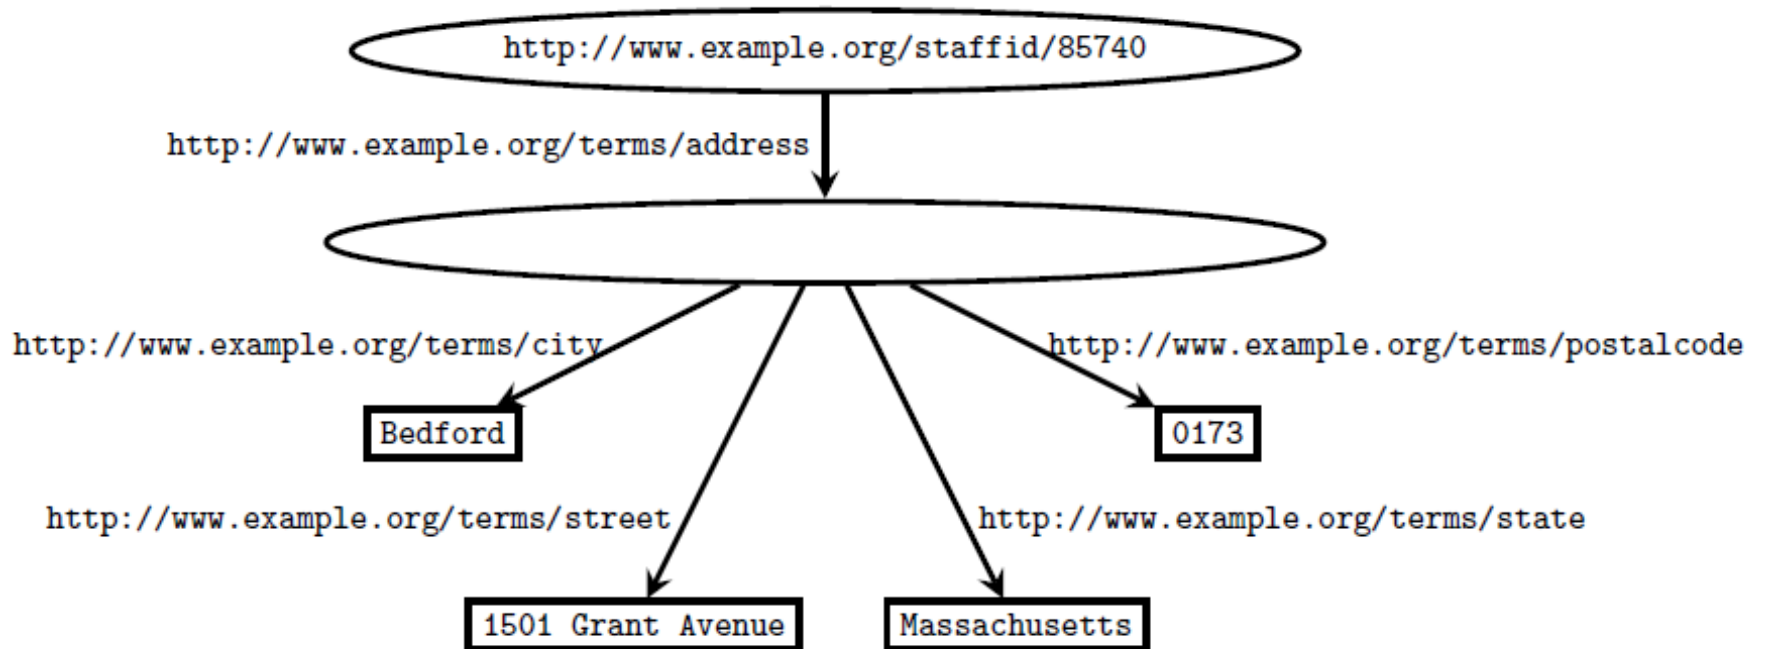 http://www.example.org/staffid/85740
http://www.example.org/terms/address
http://www.example.org/terms/city
http://www.example.org/terms/postalcode
Bedford
0173
http://www.example.org/terms/street
http://www.example.org/terms/state
1501 Grant Avenue
Massachusetts